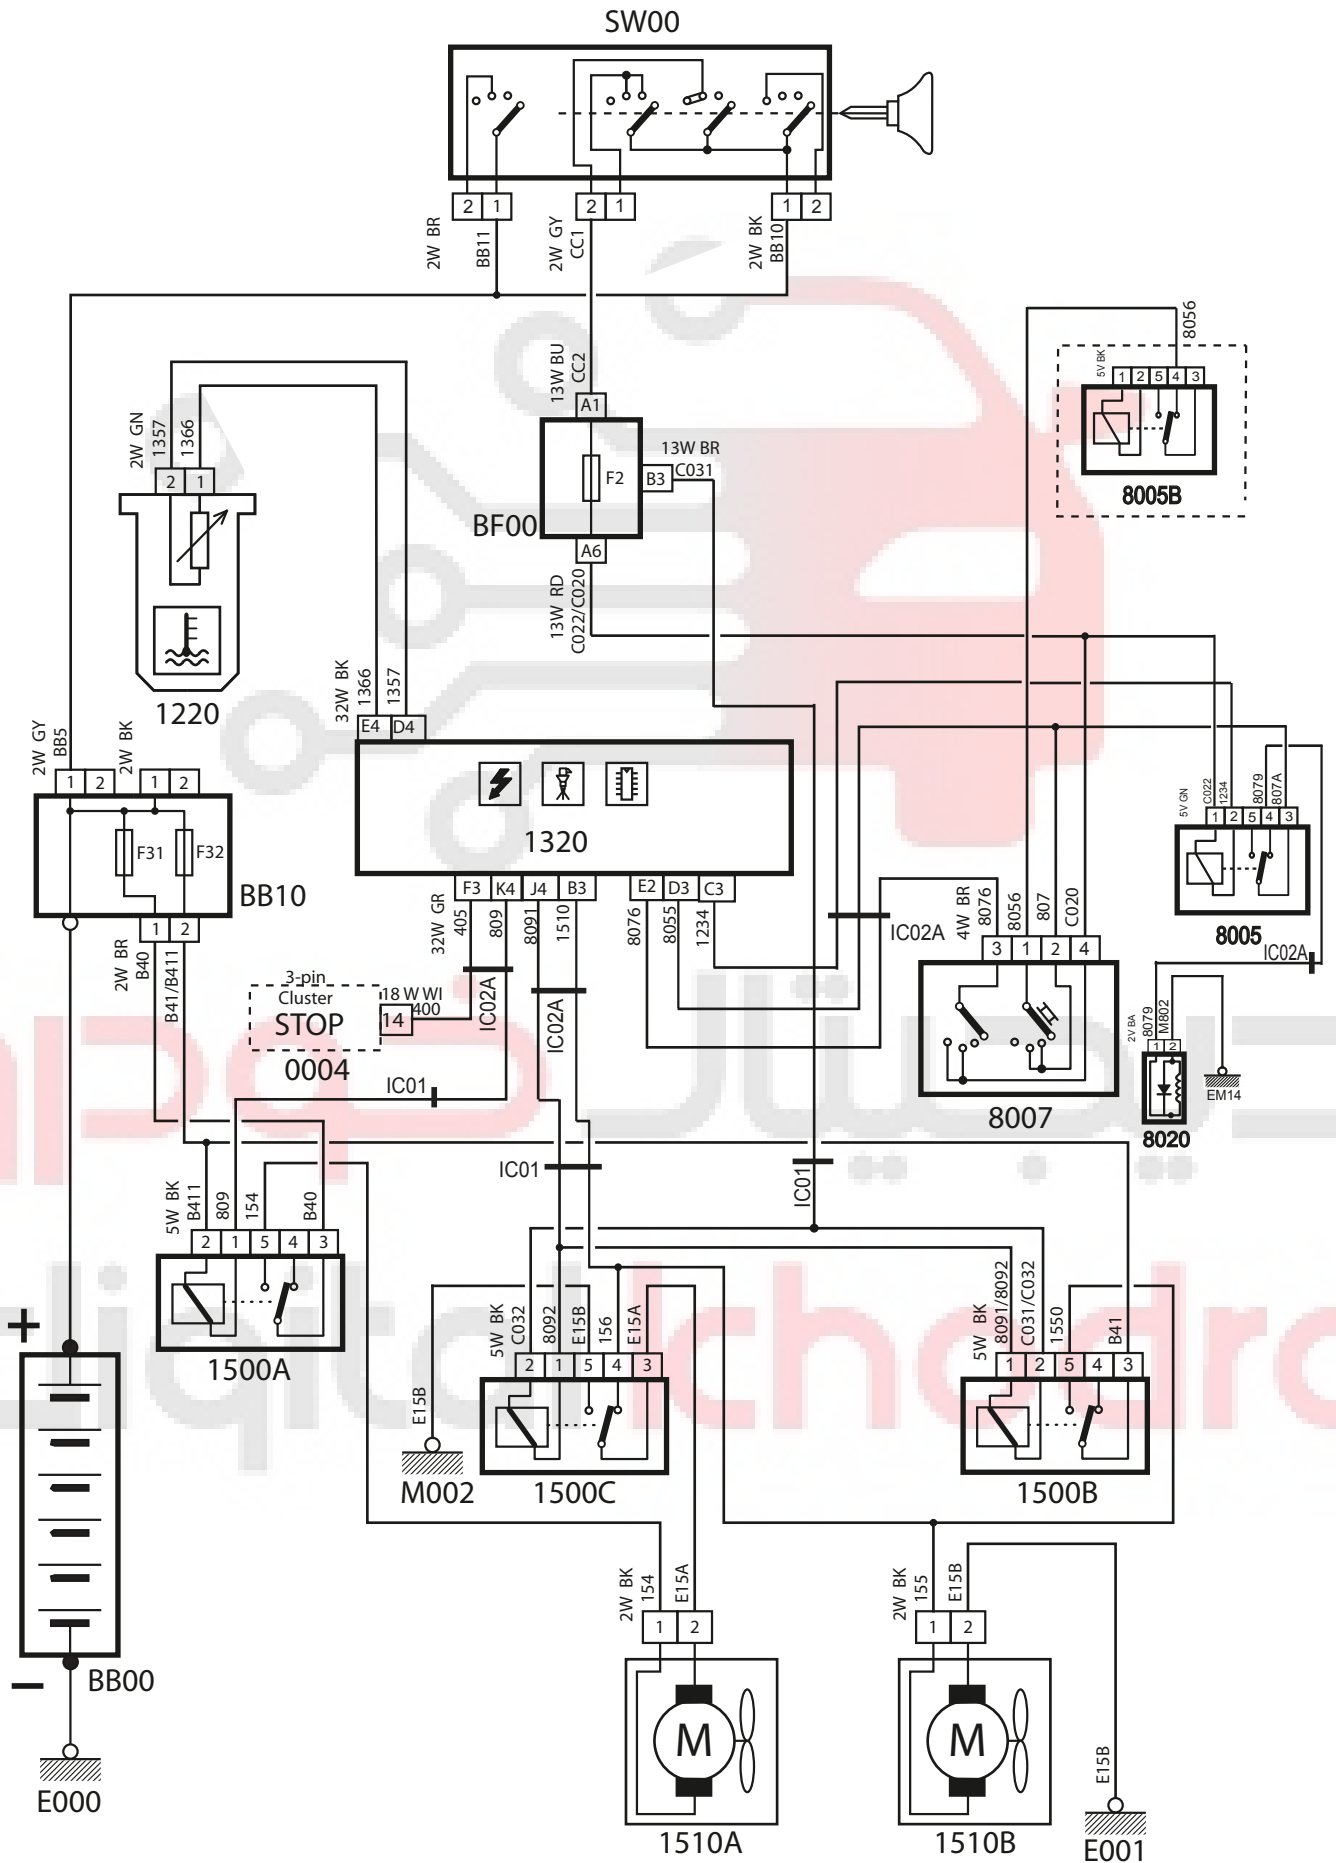 SW00
2 1 2 1 1 2
2W BR
BB11
2W GY
CC1
2W BK
BB10
13W BU
CC2
A1
F2
B3
13W BR
C031
BF00
A6
13W RD
C022/C020
8056
5V BK
1 2 5 4 3
8005B
2W GN
1357
1366
2 1
1220
32W BK
1366
1357
E4 D4
1320
F3 K4 J4 B3 E2 D3 C3
32W GR
405
809
8091
1510
8076
8055
1234
2W GY
BB5
2W BK
1 2 1 2
F31
F32
BB10
1 2
2W BR
B40
B41/B411
IC02A
IC02A
IC02A
4W BR
8076
8056
807
C020
3 1 2 4
8007
5V GN
C022
1234
8079
807A
1 2 5 4 3
8005
IC02A
2V BA
8079
M802
1 2
8020
EM14
3-pin
Cluster
STOP
14
18 W WI
400
0004
IC01
IC01
IC01
5W BK
B411
809
154
B40
2 1 5 4 3
1500A
5W BK
C032
8092
E15B
156
E15A
2 1 5 4 3
1500C
E15B
M002
5W BK
8091/8092
C031/C032
1550
B41
1 2 5 4 3
1500B
+
−
BB00
E000
2W BK
154
E15A
1 2
M
1510A
2W BK
155
E15B
1 2
M
1510B
E15B
E001
دیجیتال خودرو
digital khodro